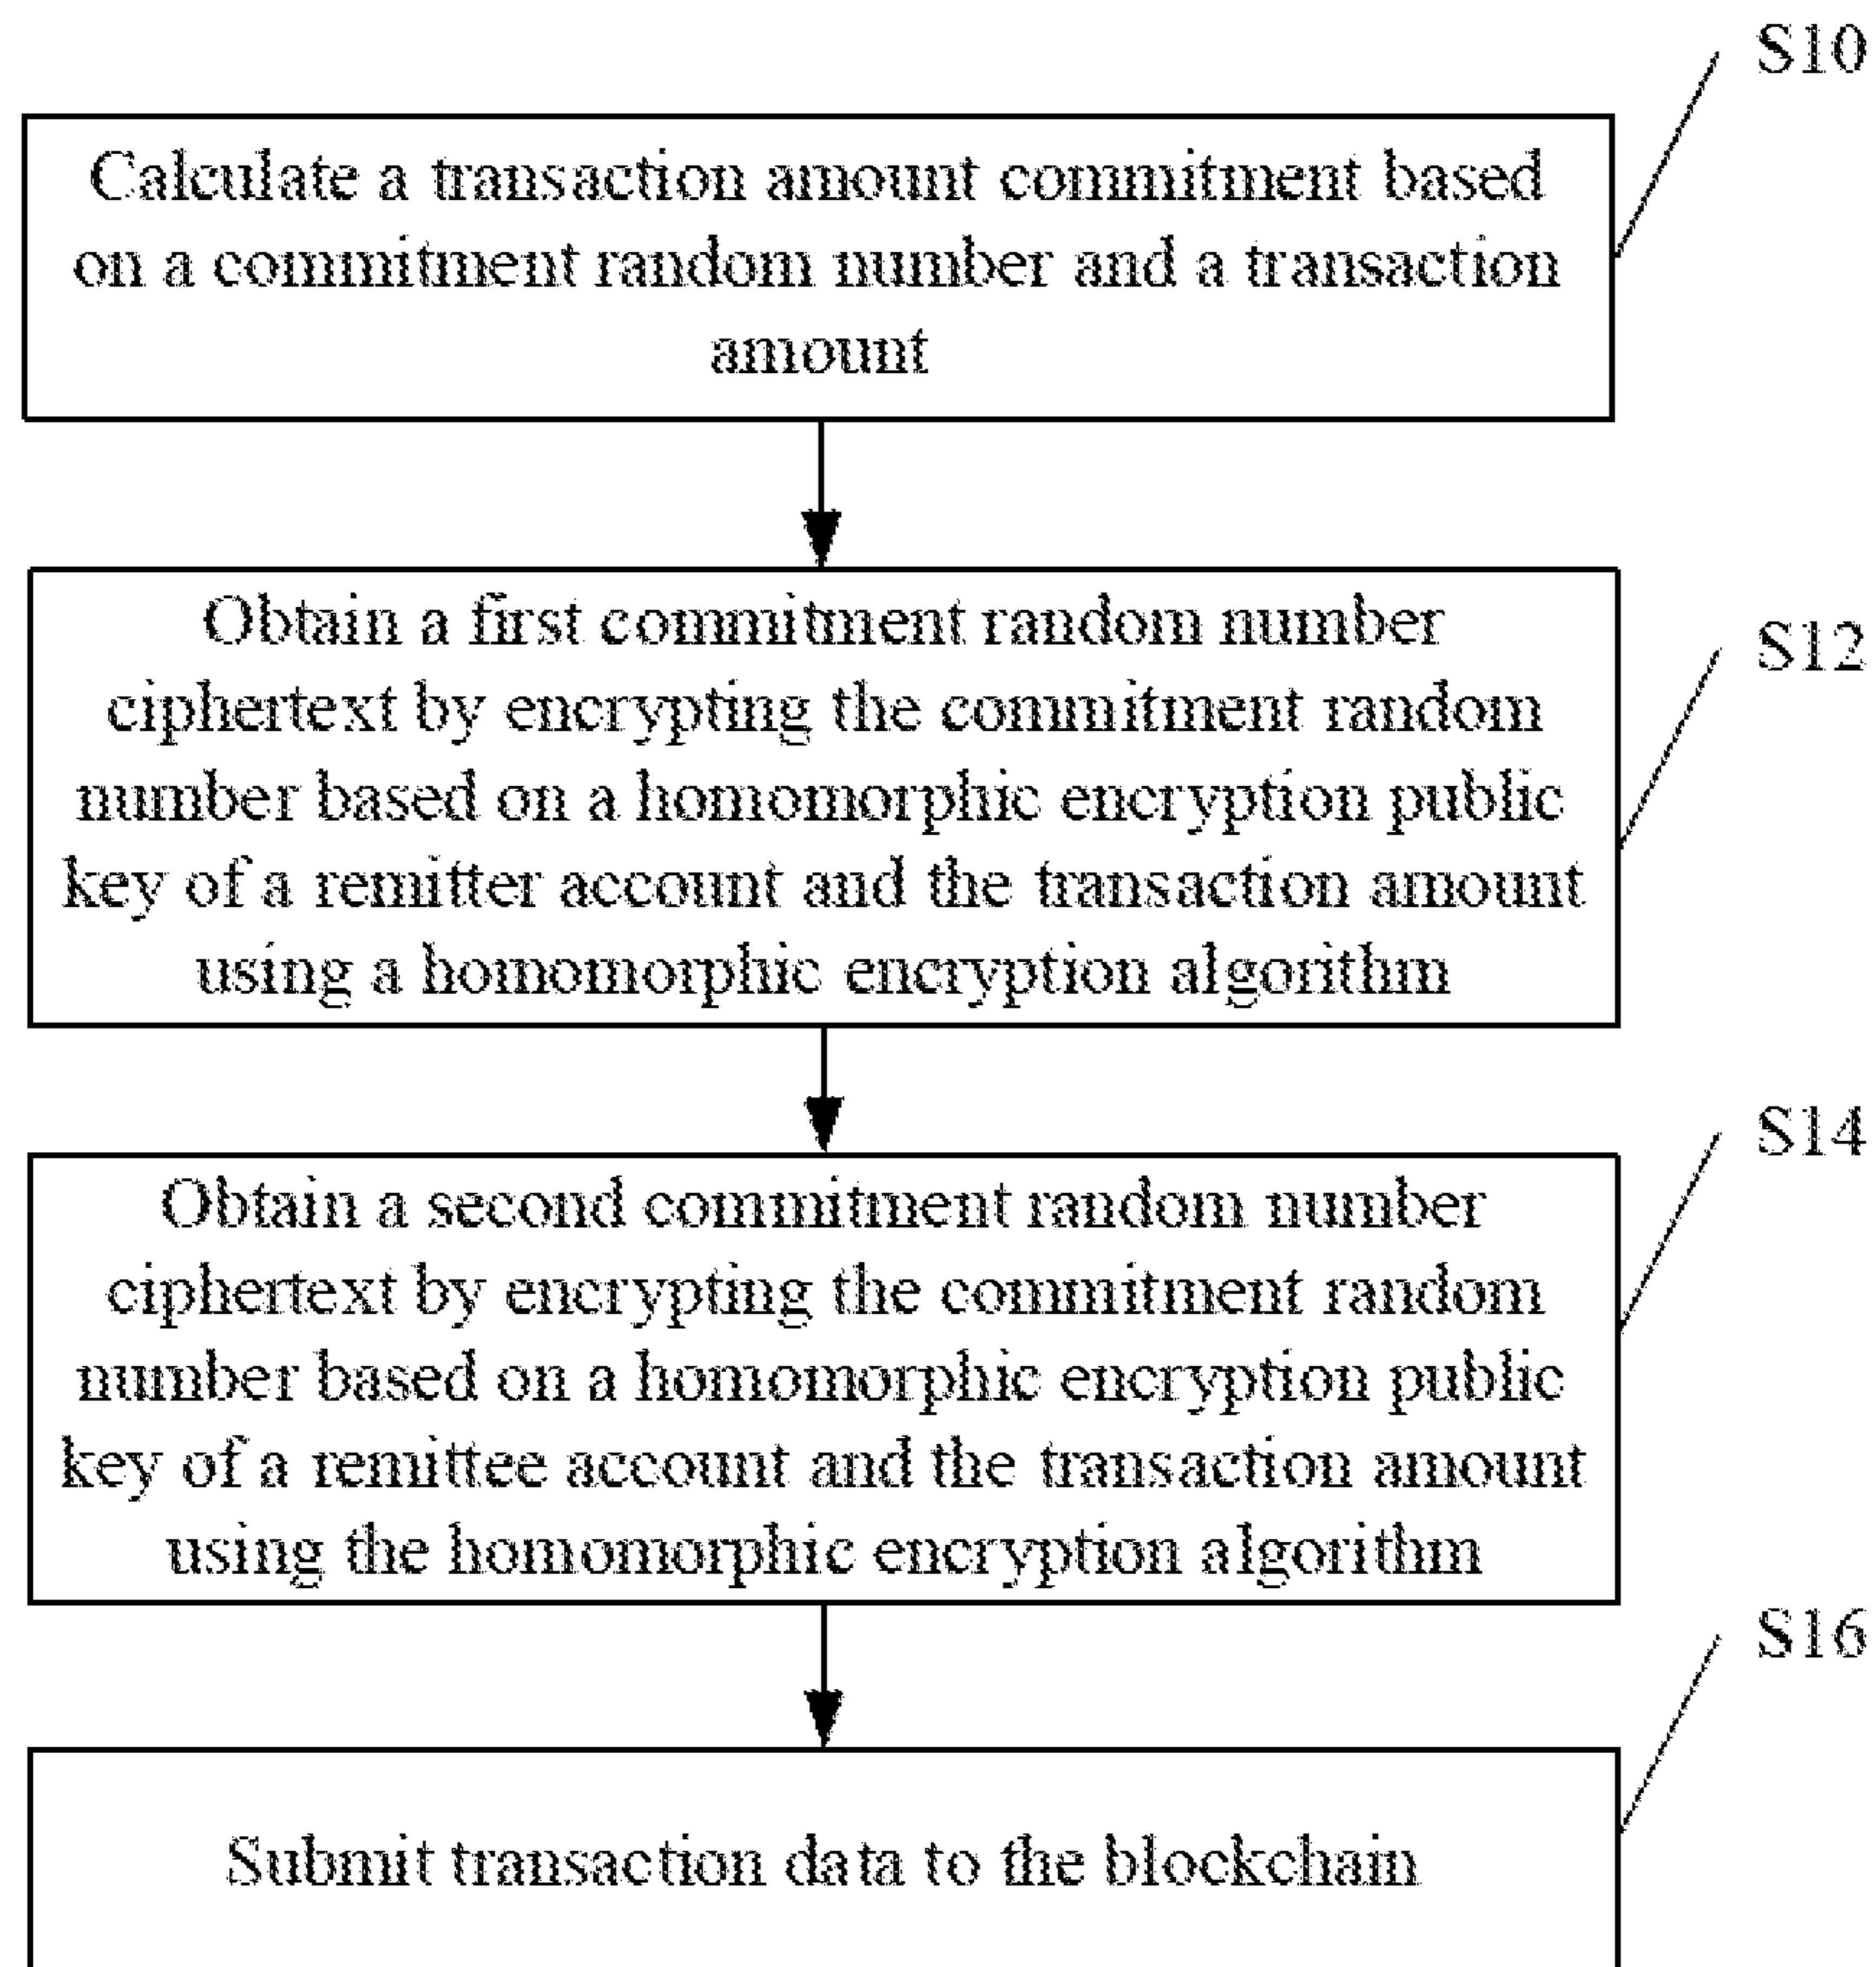 S10
Calculate a transaction amount commitment based
on a commitment random number and a transaction
amount
Obtain a first commitment random number
ciphertext by encrypting the commitment random
number based on a homomorphic encryption public
key of a remitter account and the transaction amount
using a homomorphic encryption algorithm
S12
Obtain a second commitment random number
ciphertext by encrypting the commitment random
number based on a homomorphic encryption public
key of a remittee account and the transaction amount
using the homomorphic encryption algorithm
S14
Submit transaction data to the blockchain
S16